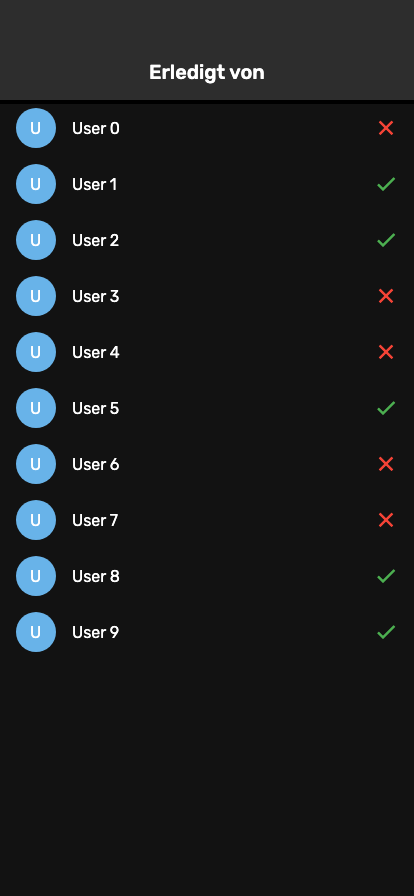 Erledigt von
U User 0
U User 1
U User 2
U User 3
U User 4
U User 5
U User 6
U User 7
U User 8
U User 9